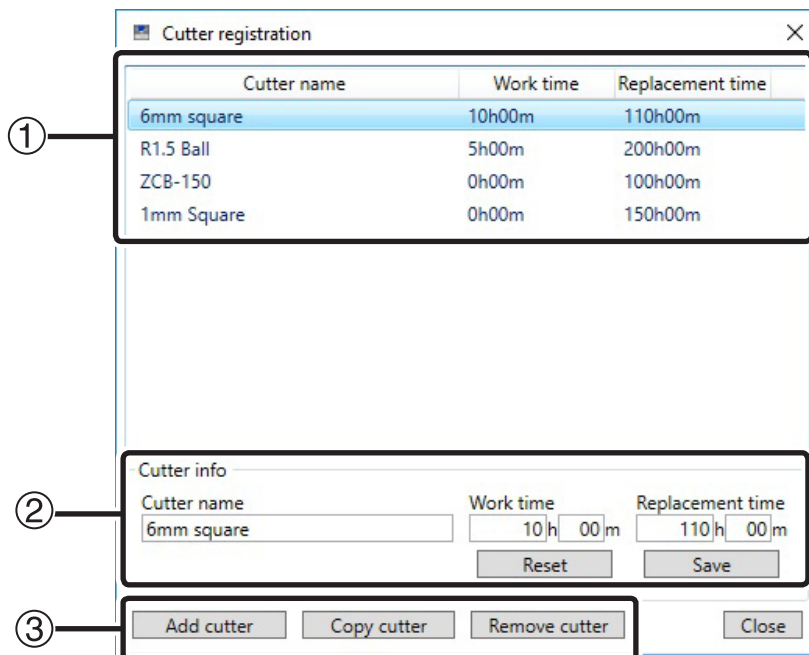 Cutter registration
Cutter name Work time Replacement time
① 6mm square 10h00m 110h00m
R1.5 Ball 5h00m 200h00m
ZCB-150 0h00m 100h00m
1mm Square 0h00m 150h00m
Cutter info
② Cutter name Work time Replacement time
6mm square 10 h 00 m 110 h 00 m
Reset Save
③ Add cutter Copy cutter Remove cutter Close